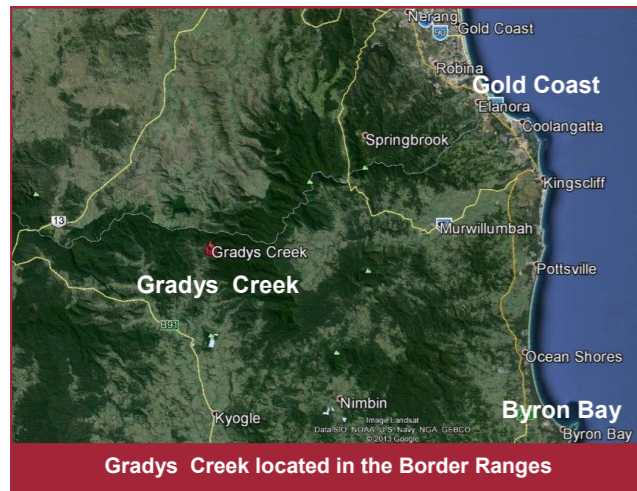 Nerang
90
Gold Coast
Robina
Gold Coast
Elanora
Coolangatta
Springbrook
Kingscliff
13
Murwillumbah
Gradys Creek
Pottsville
Gradys Creek
B91
Ocean Shores
Nimbin
Byron Bay
Kyogle
Image Landsat
Data SIO, NOAA, U.S. Navy, NGA, GEBCO
© 2013 Google
Byron Bay
Gradys Creek located in the Border Ranges